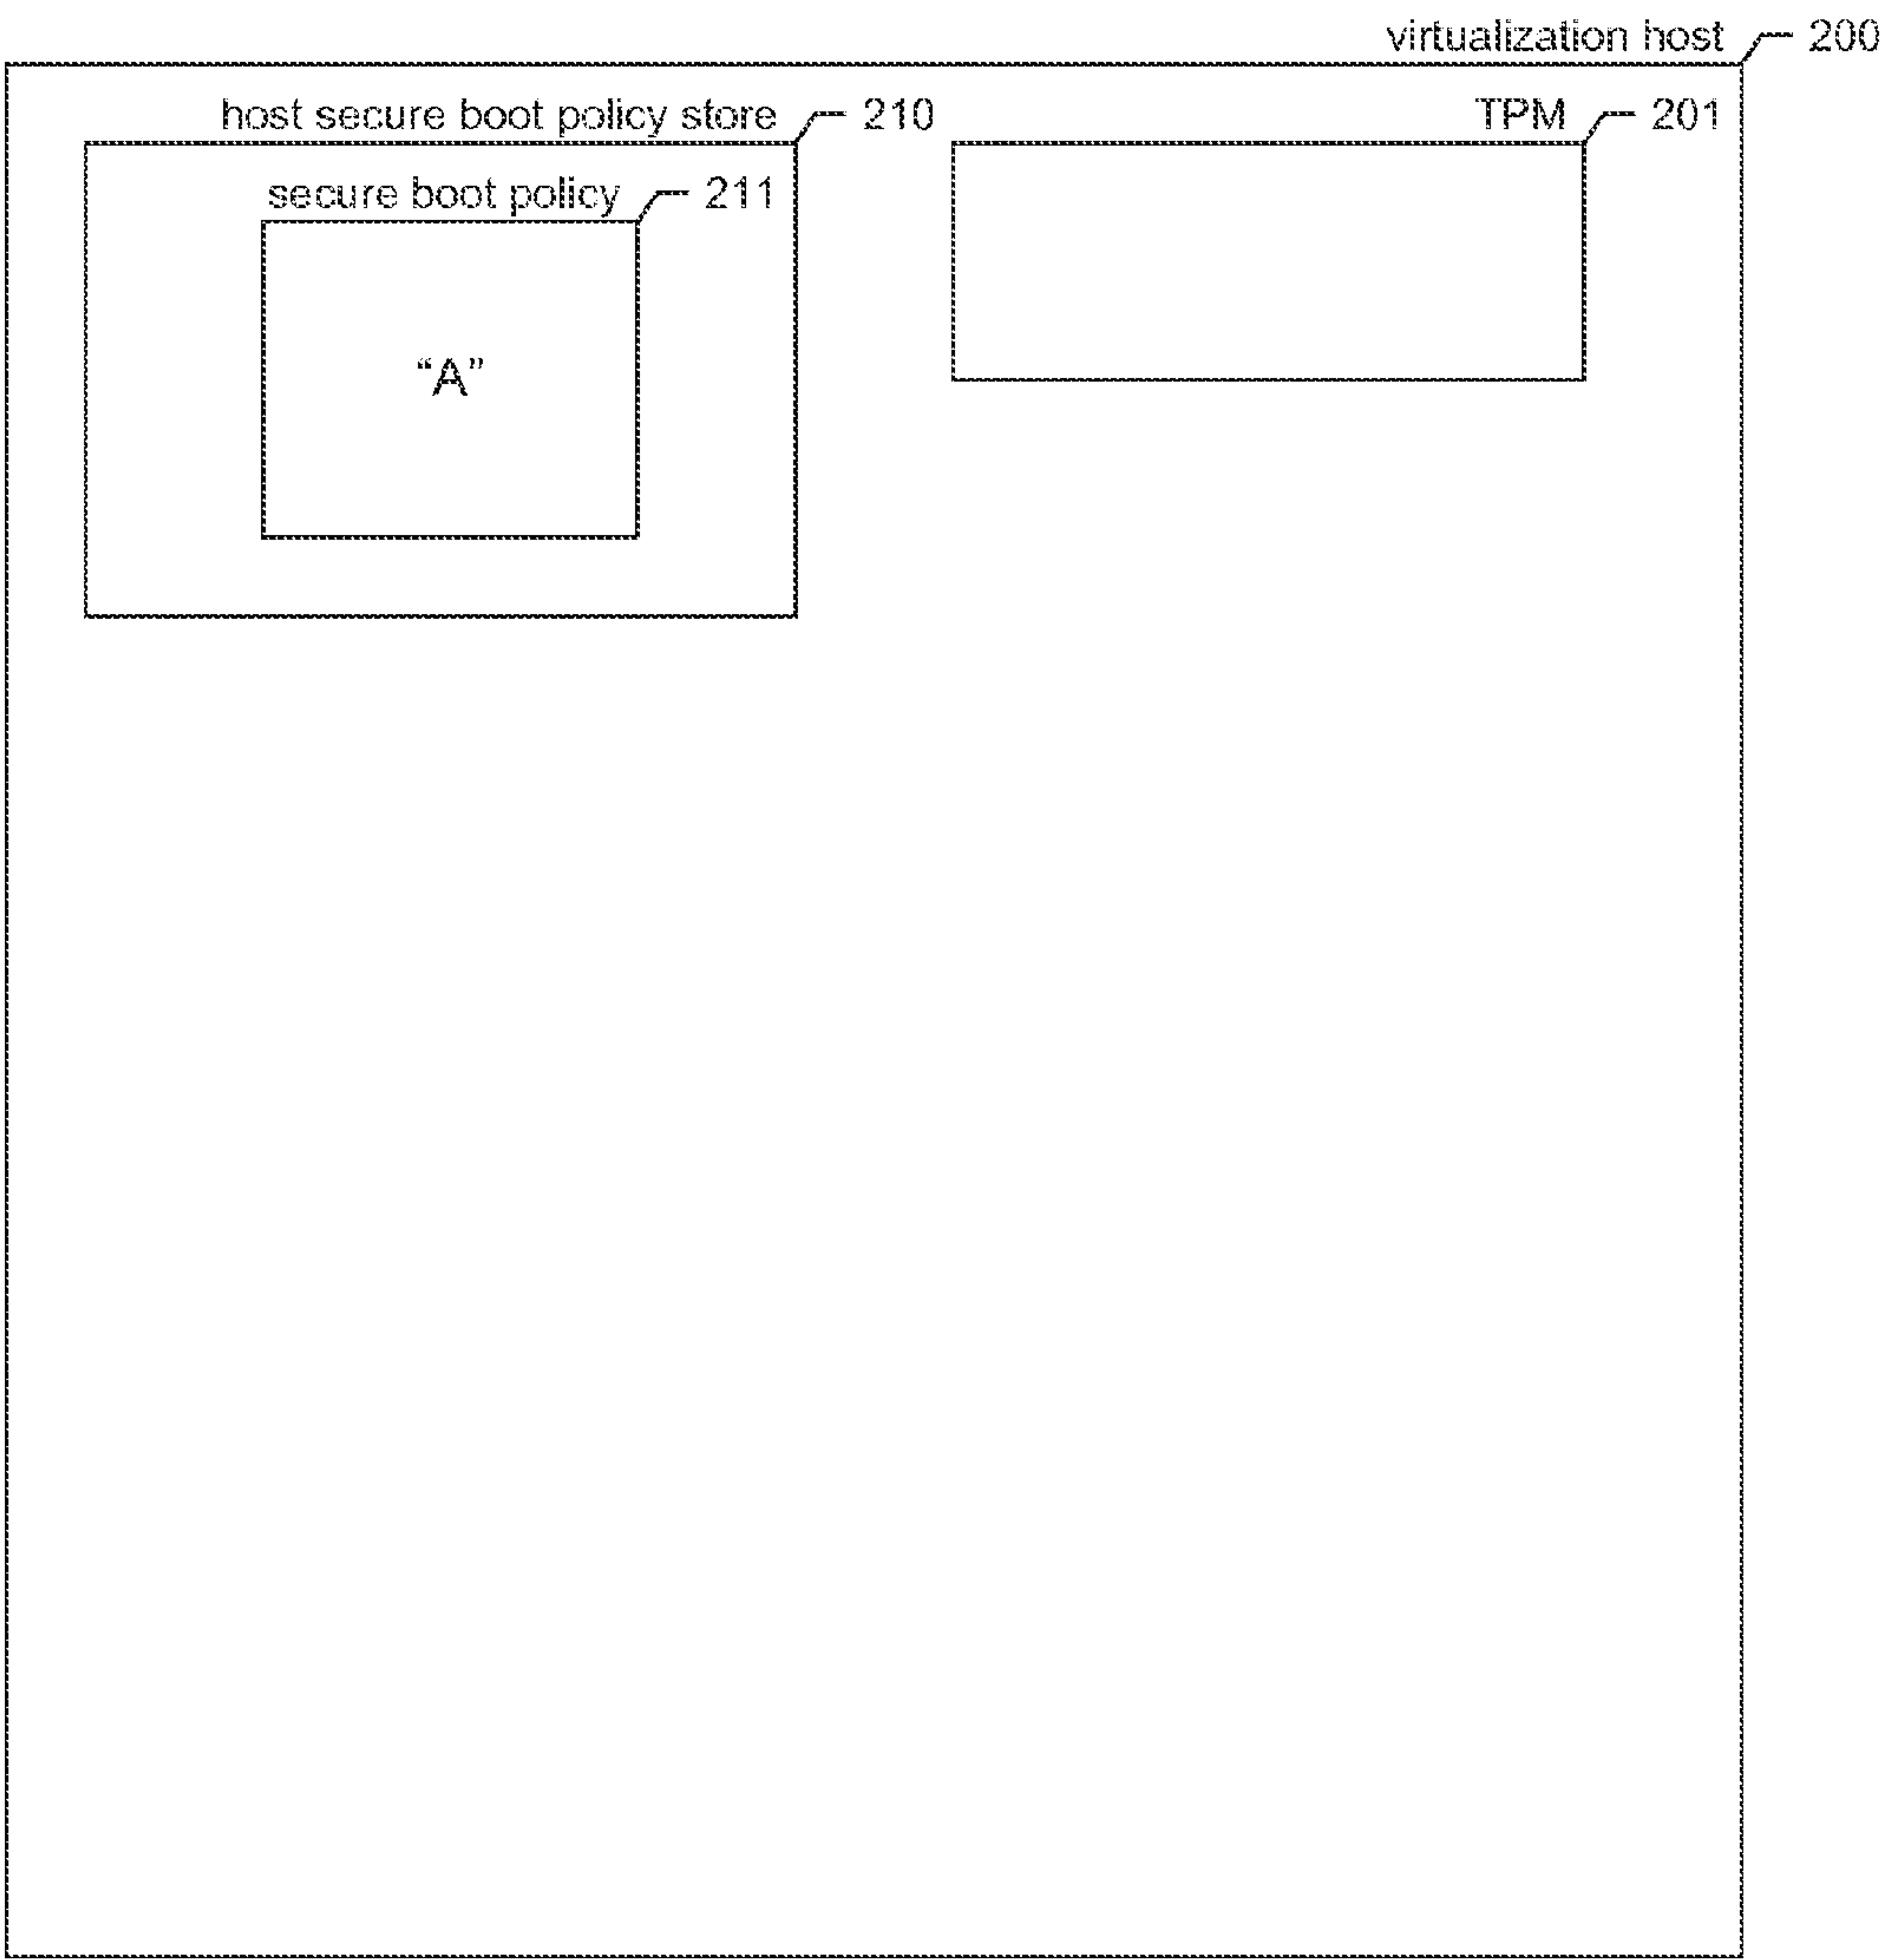 virtualization host 200
host secure boot policy store 210
TPM 201
secure boot policy 211
“A”